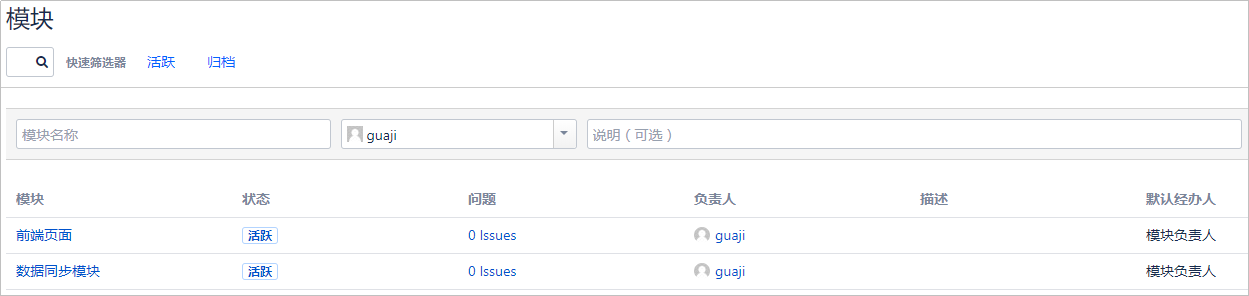 模块
快速筛选器 活跃 归档
模块名称 guaji 说明（可选）
模块 状态 问题 负责人 描述 默认经办人
前端页面 活跃 0 Issues guaji 模块负责人
数据同步模块 活跃 0 Issues guaji 模块负责人